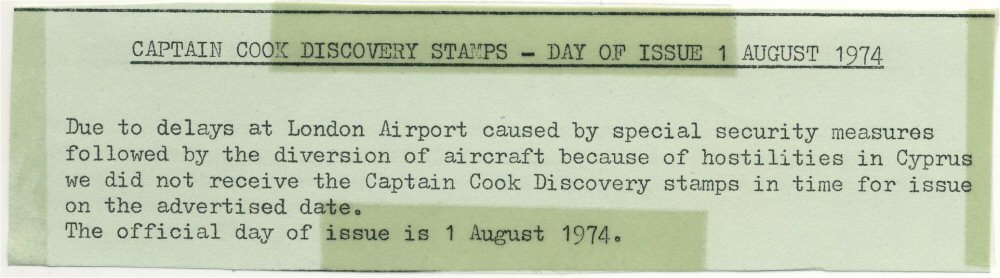 CAPTAIN COOK DISCOVERY STAMPS - DAY OF ISSUE 1 AUGUST 1974
Due to delays at London Airport caused by special security measures
followed by the diversion of aircraft because of hostilities in Cyprus
we did not receive the Captain Cook Discovery stamps in time for issue
on the advertised date.
The official day of issue is 1 August 1974.